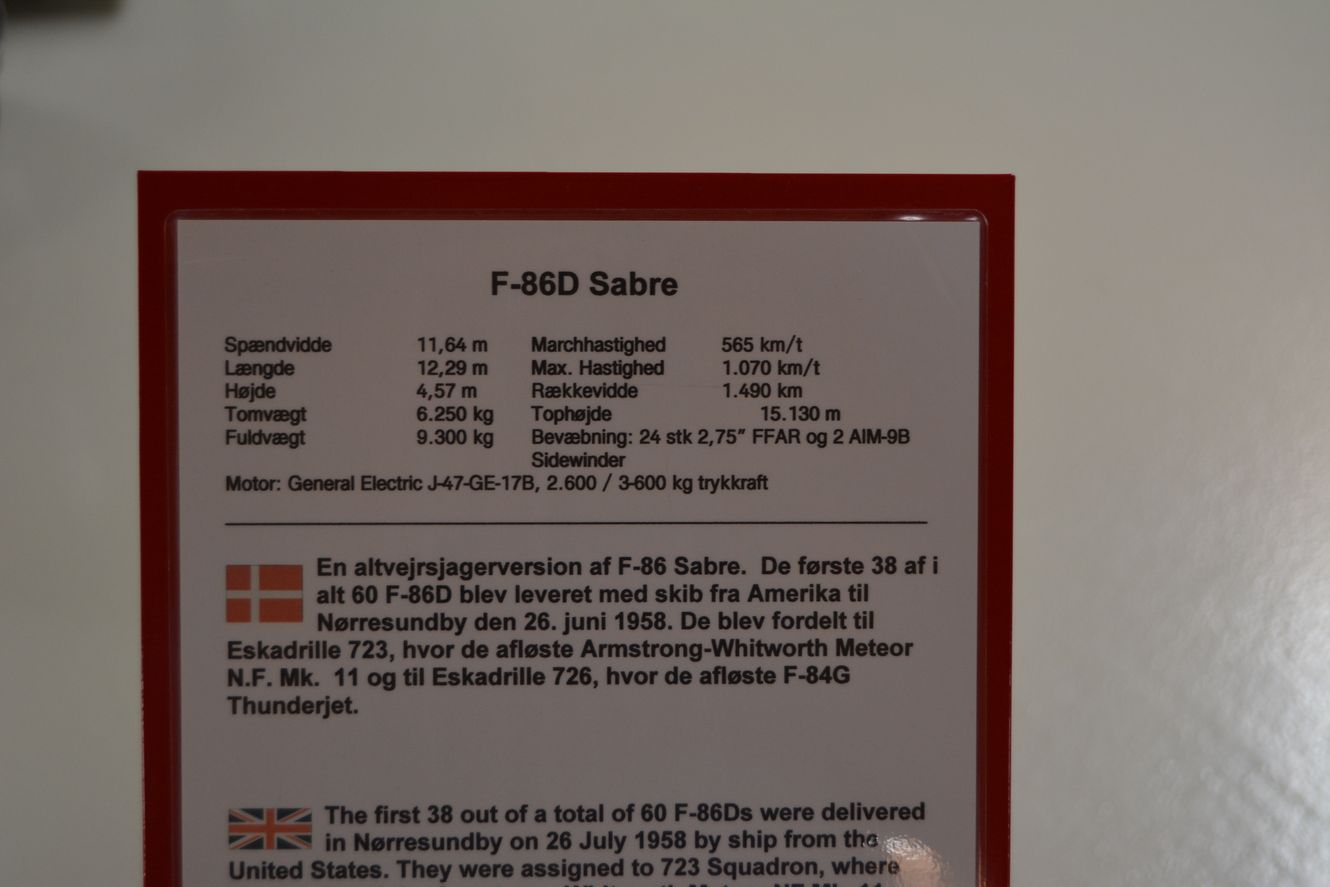 F-86D Sabre
Spændvidde 11,64 m Marchhastighed 565 km/t
Længde 12,29 m Max. Hastighed 1.070 km/t
Højde 4,57 m Rækkevidde 1.490 km
Tomvægt 6.250 kg Tophøjde 15.130 m
Fuldvægt 9.300 kg Bevæbning: 24 stk 2,75” FFAR og 2 AIM-9B
Sidewinder
Motor: General Electric J-47-GE-17B, 2.600 / 3-600 kg trykkraft
En altvejrsjagerversion af F-86 Sabre. De første 38 af i
alt 60 F-86D blev leveret med skib fra Amerika til
Nørresundby den 26. juni 1958. De blev fordelt til
Eskadrille 723, hvor de afløste Armstrong-Whitworth Meteor
N.F. Mk. 11 og til Eskadrille 726, hvor de afløste F-84G
Thunderjet.
The first 38 out of a total of 60 F-86Ds were delivered
in Nørresundby on 26 July 1958 by ship from the
United States. They were assigned to 723 Squadron, where